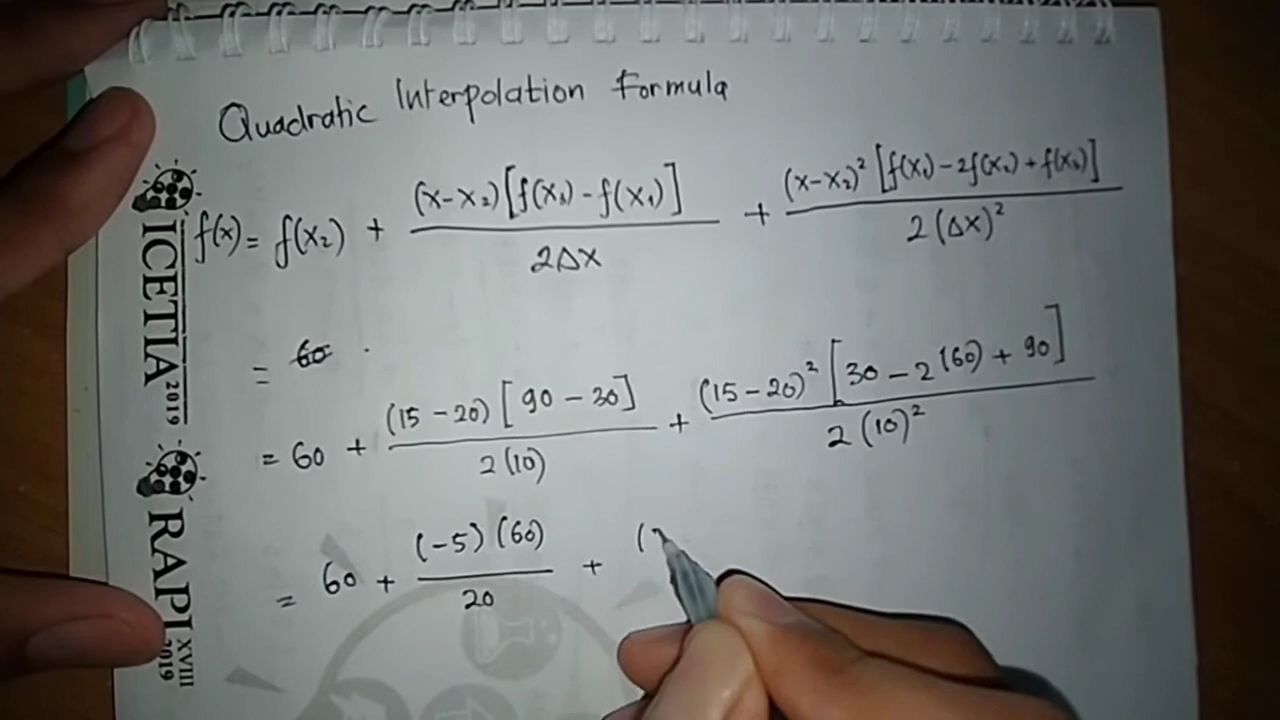 Quadratic Interpolation Formula
f(x) = f(x₂) + (x-x₂)[f(x₃) - f(x₁)] / 2Δx + (x-x₂)² [f(x₁) - 2f(x₂) + f(x₃)] / 2(Δx)²
= 60
= 60 + (15-20)[90-30] / 2(10) + (15-20)² [30-2(60)+90] / 2(10)²
= 60 + (-5)(60) / 20 + (
ICETIA 2019
RAPI XVIII 2019